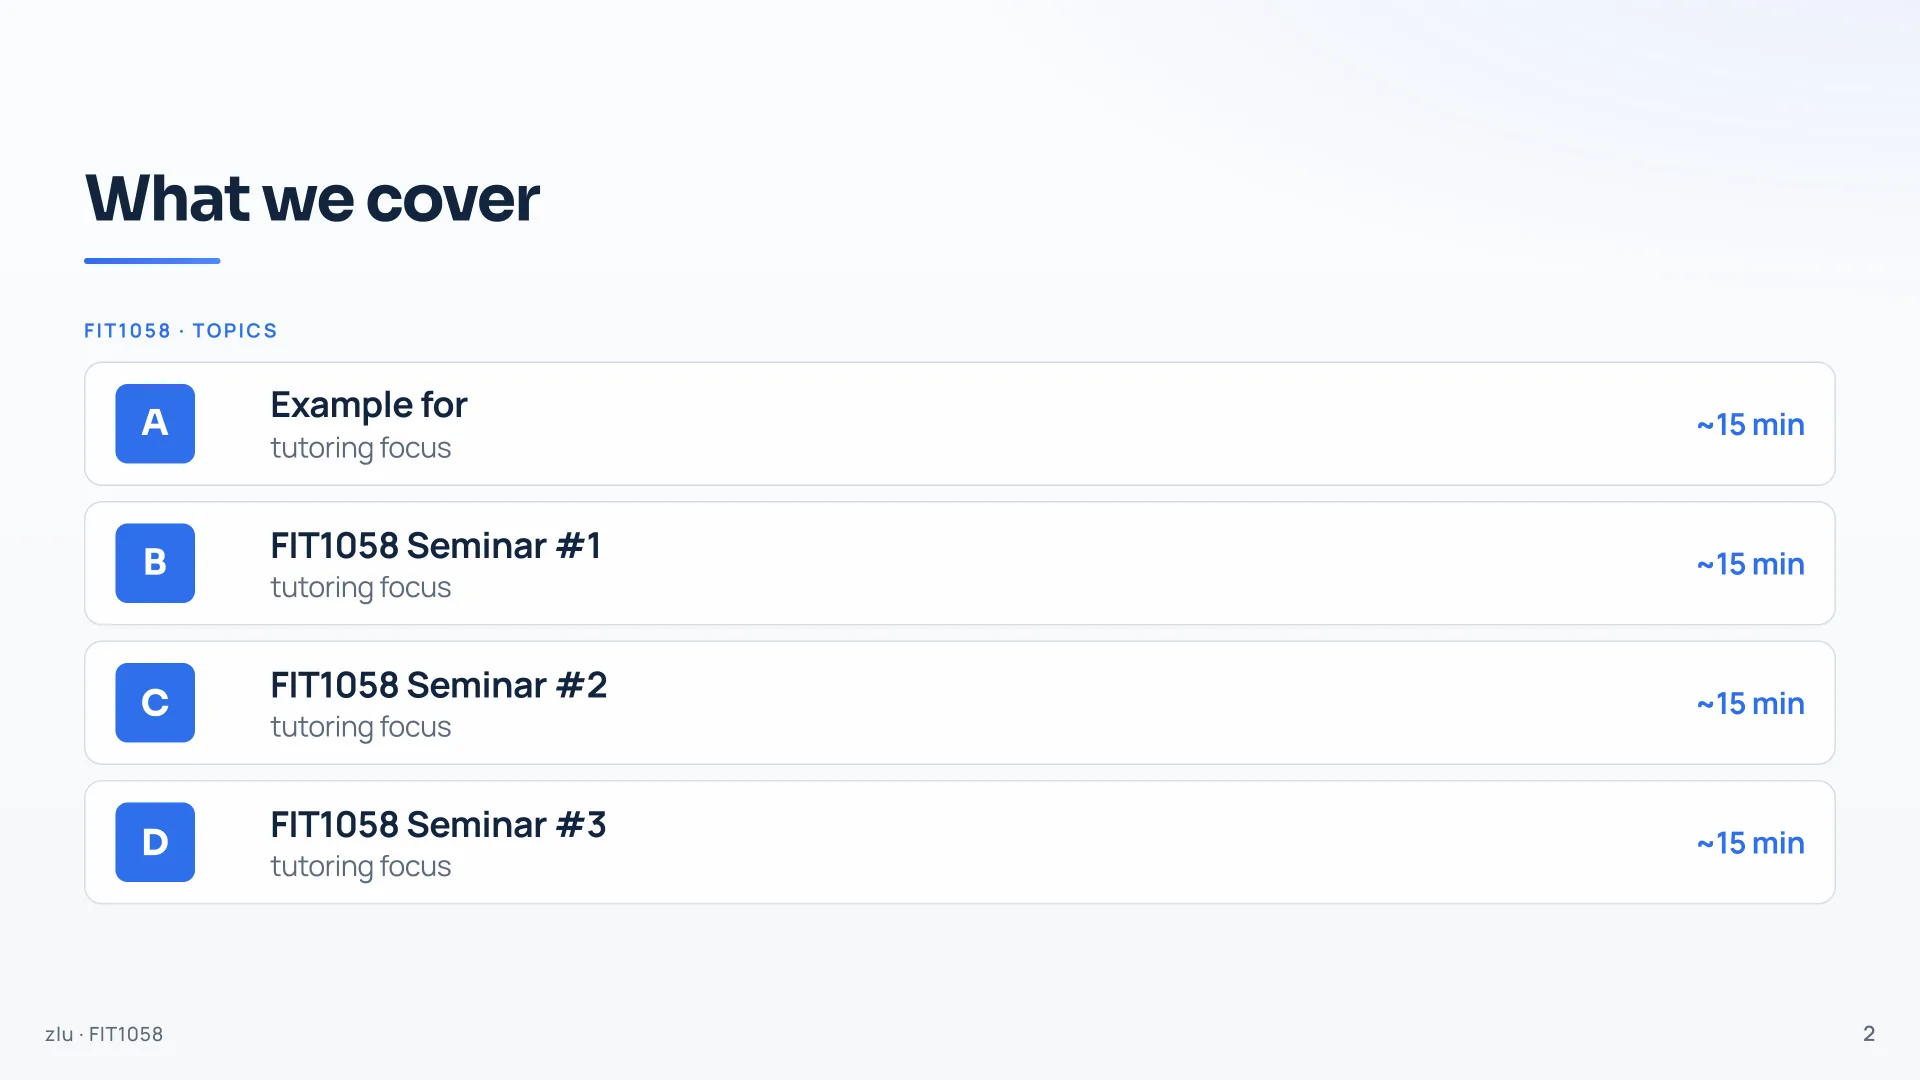 What we cover
FIT1058 · TOPICS
A
Example for
tutoring focus
~15 min
B
FIT1058 Seminar #1
tutoring focus
~15 min
C
FIT1058 Seminar #2
tutoring focus
~15 min
D
FIT1058 Seminar #3
tutoring focus
~15 min
zlu · FIT1058
2